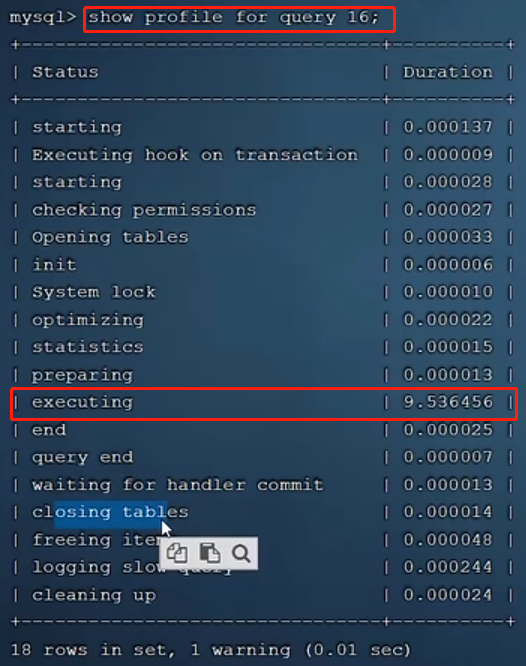 mysql> show profile for query 16;
+--------------------------------+----------+
| Status | Duration |
+--------------------------------+----------+
| starting | 0.000137 |
| Executing hook on transaction | 0.000009 |
| starting | 0.000028 |
| checking permissions | 0.000027 |
| Opening tables | 0.000033 |
| init | 0.000006 |
| System lock | 0.000010 |
| optimizing | 0.000022 |
| statistics | 0.000015 |
| preparing | 0.000013 |
| executing | 9.536456 |
| end | 0.000025 |
| query end | 0.000007 |
| waiting for handler commit | 0.000013 |
| closing tables | 0.000014 |
| freeing | 0.000048 |
| logging | 0.000244 |
| cleaning up | 0.000024 |
+--------------------------------+----------+
18 rows in set, 1 warning (0.01 sec)